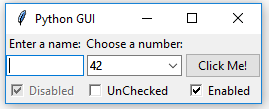 Python GUI
Enter a name: Choose a number:
42 Click Me!
Disabled UnChecked Enabled